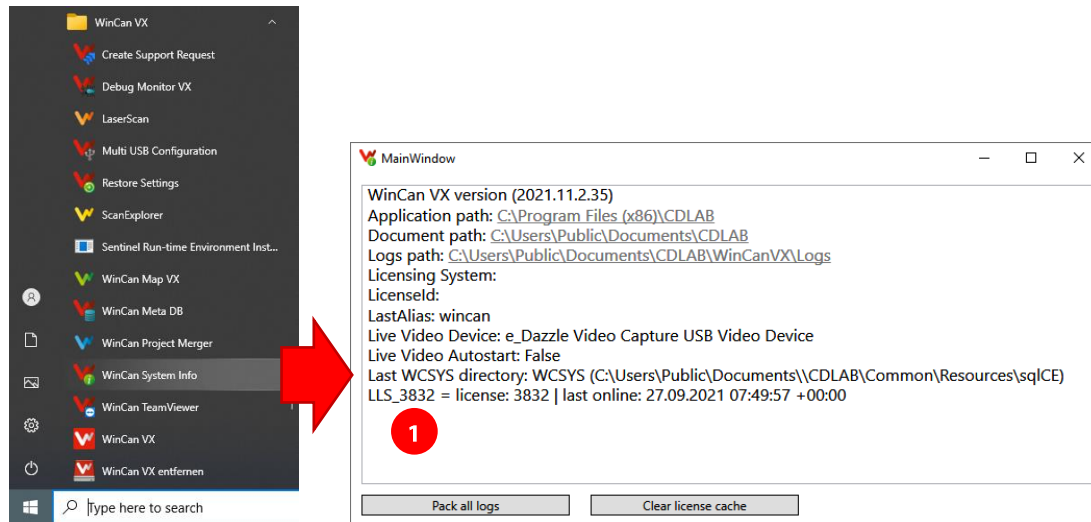 WinCan VX
Create Support Request
Debug Monitor VX
LaserScan
Multi USB Configuration
Restore Settings
ScanExplorer
Sentinel Run-time Environment Inst...
WinCan Map VX
WinCan Meta DB
WinCan Project Merger
WinCan System Info
WinCan TeamViewer
WinCan VX
WinCan VX entfernen
Type here to search
MainWindow
WinCan VX version (2021.11.2.35)
Application path: C:\Program Files (x86)\CDLAB
Document path: C:\Users\Public\Documents\CDLAB
Logs path: C:\Users\Public\Documents\CDLAB\WinCanVX\Logs
Licensing System:
LicenseId:
LastAlias: wincan
Live Video Device: e_Dazzle Video Capture USB Video Device
Live Video Autostart: False
Last WCSYS directory: WCSYS (C:\Users\Public\Documents\\CDLAB\Common\Resources\sqlCE)
LLS_3832 = license: 3832 | last online: 27.09.2021 07:49:57 +00:00
1
Pack all logs
Clear license cache